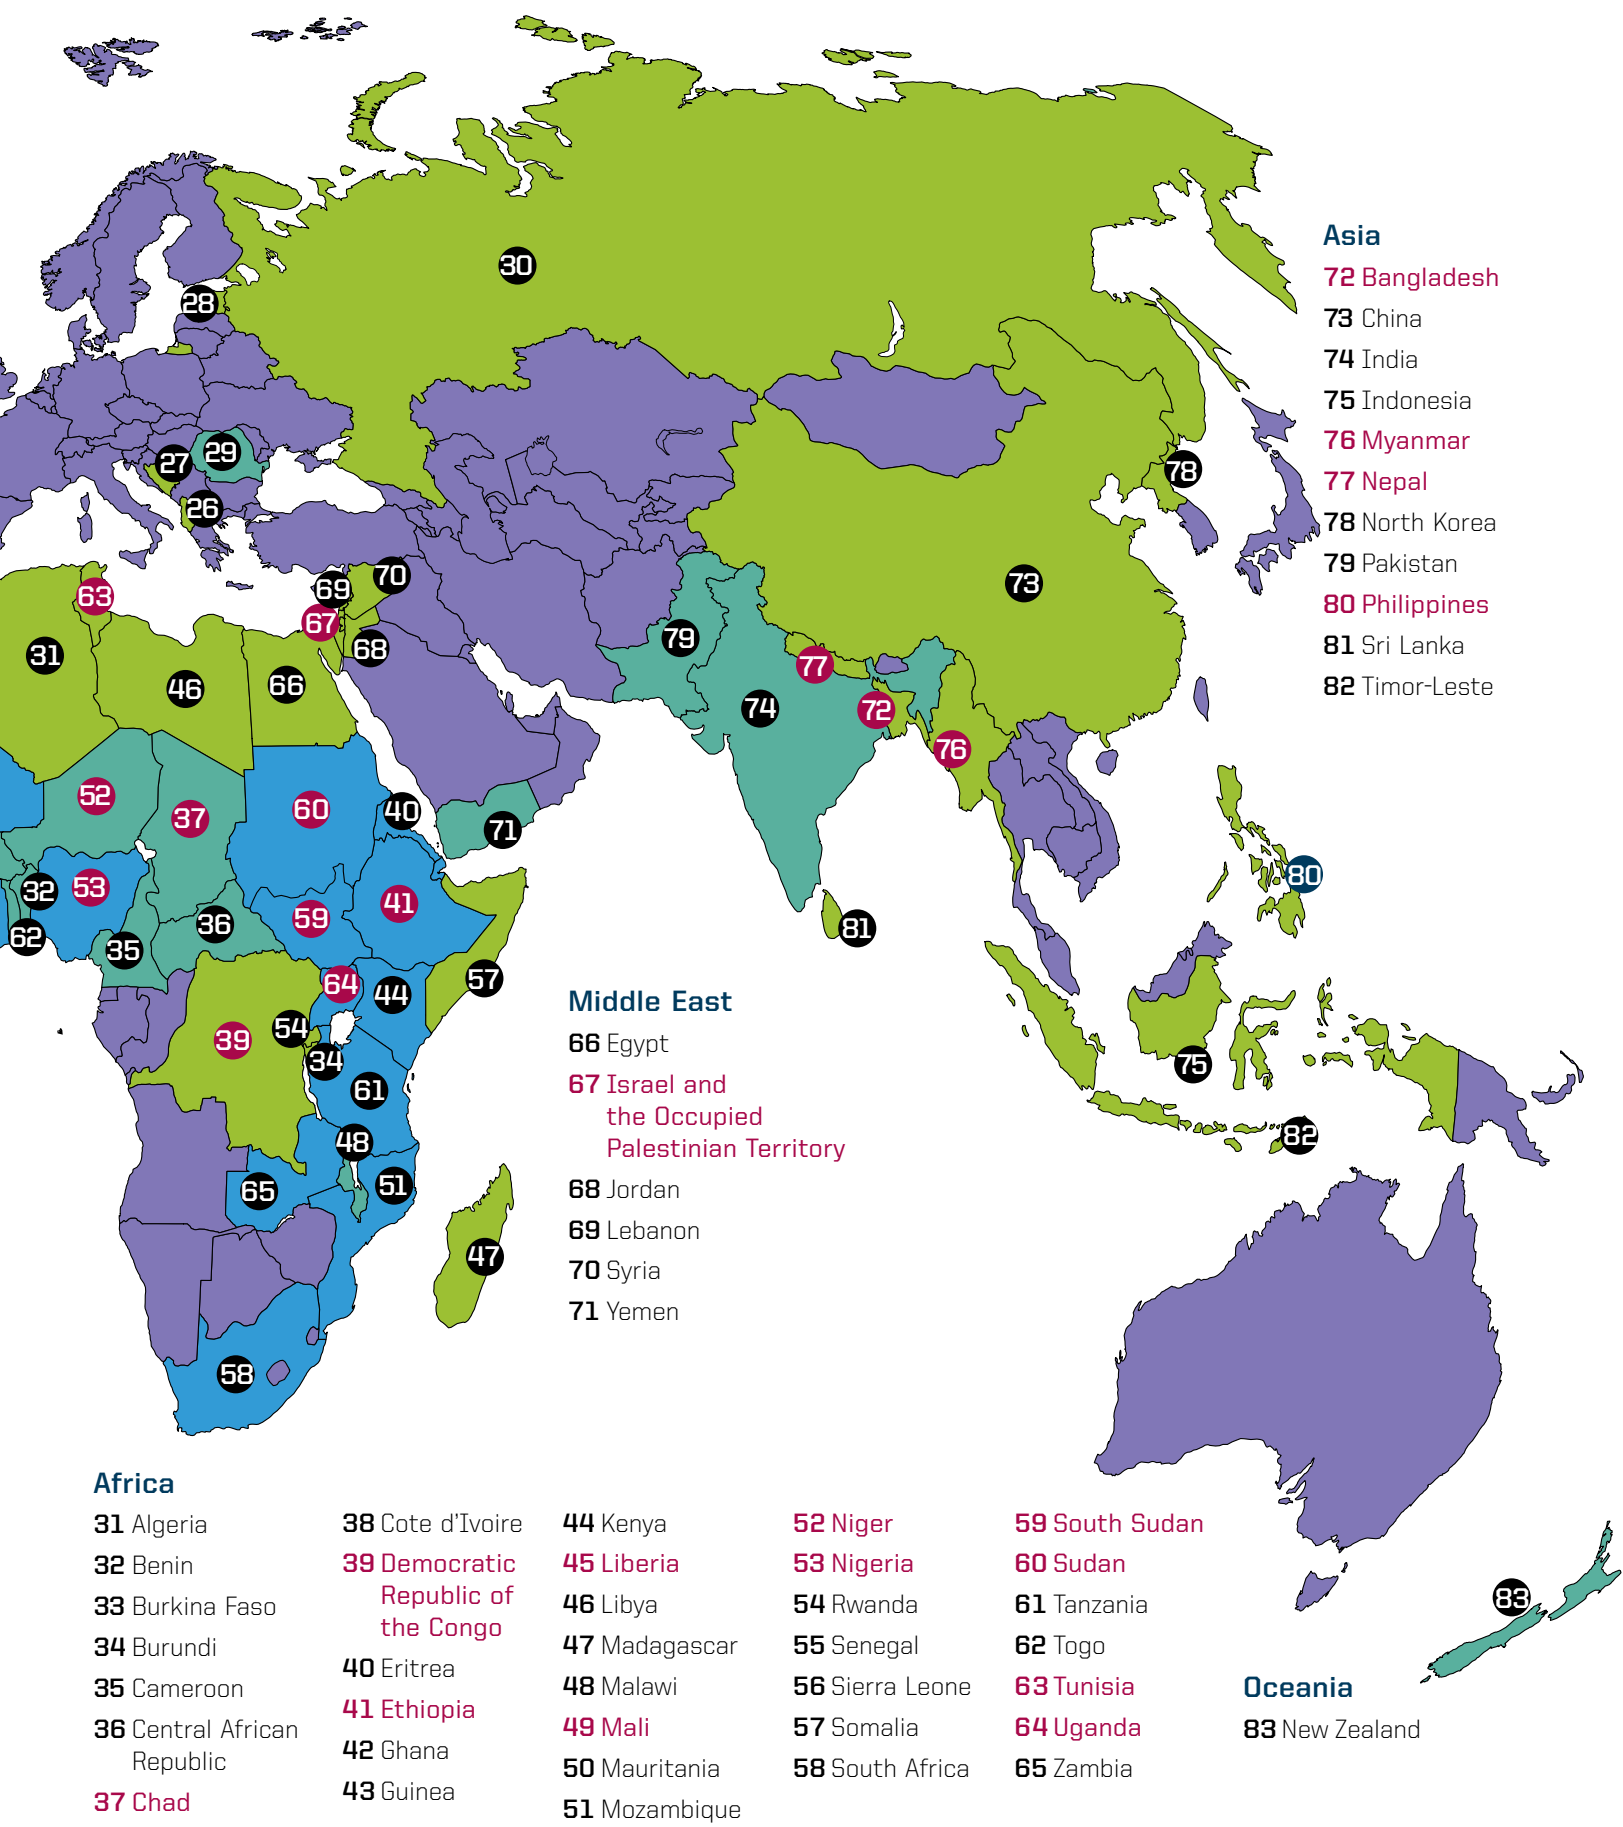 30
28
29
27
26
78
70
69
63
67
73
31
68
79
46
66
77
74
72
76
52
60
40
37
71
80
32
53
41
59
36
81
62
35
57
64
44
54
39
34
75
61
82
48
65
51
47
58
83
Asia
72 Bangladesh
73 China
74 India
75 Indonesia
76 Myanmar
77 Nepal
78 North Korea
79 Pakistan
80 Philippines
81 Sri Lanka
82 Timor-Leste
Middle East
66 Egypt
67 Israel and
the Occupied
Palestinian Territory
68 Jordan
69 Lebanon
70 Syria
71 Yemen
Africa
31 Algeria
32 Benin
33 Burkina Faso
34 Burundi
35 Cameroon
36 Central African
Republic
37 Chad
38 Cote d'Ivoire
39 Democratic
Republic of
the Congo
40 Eritrea
41 Ethiopia
42 Ghana
43 Guinea
44 Kenya
45 Liberia
46 Libya
47 Madagascar
48 Malawi
49 Mali
50 Mauritania
51 Mozambique
52 Niger
53 Nigeria
54 Rwanda
55 Senegal
56 Sierra Leone
57 Somalia
58 South Africa
59 South Sudan
60 Sudan
61 Tanzania
62 Togo
63 Tunisia
64 Uganda
65 Zambia
Oceania
83 New Zealand